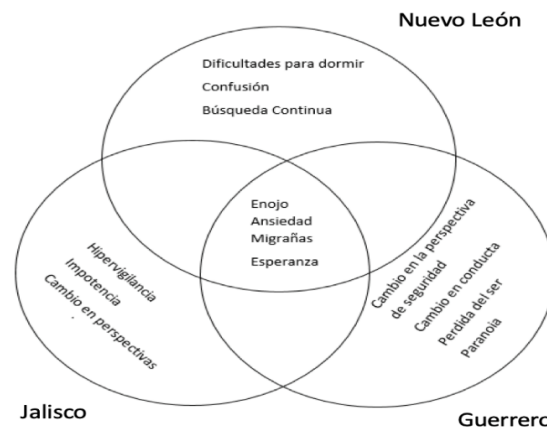 Nuevo León
Dificultades para dormir
Confusión
Búsqueda Continua
Enojo
Ansiedad
Migrañas
Esperanza
Hipervigilancia
Impotencia
Cambio en perspectivas
Cambio en la perspectiva
de seguridad
Cambio en conducta
Perdida del ser
Paranoia
Jalisco
Guerrero